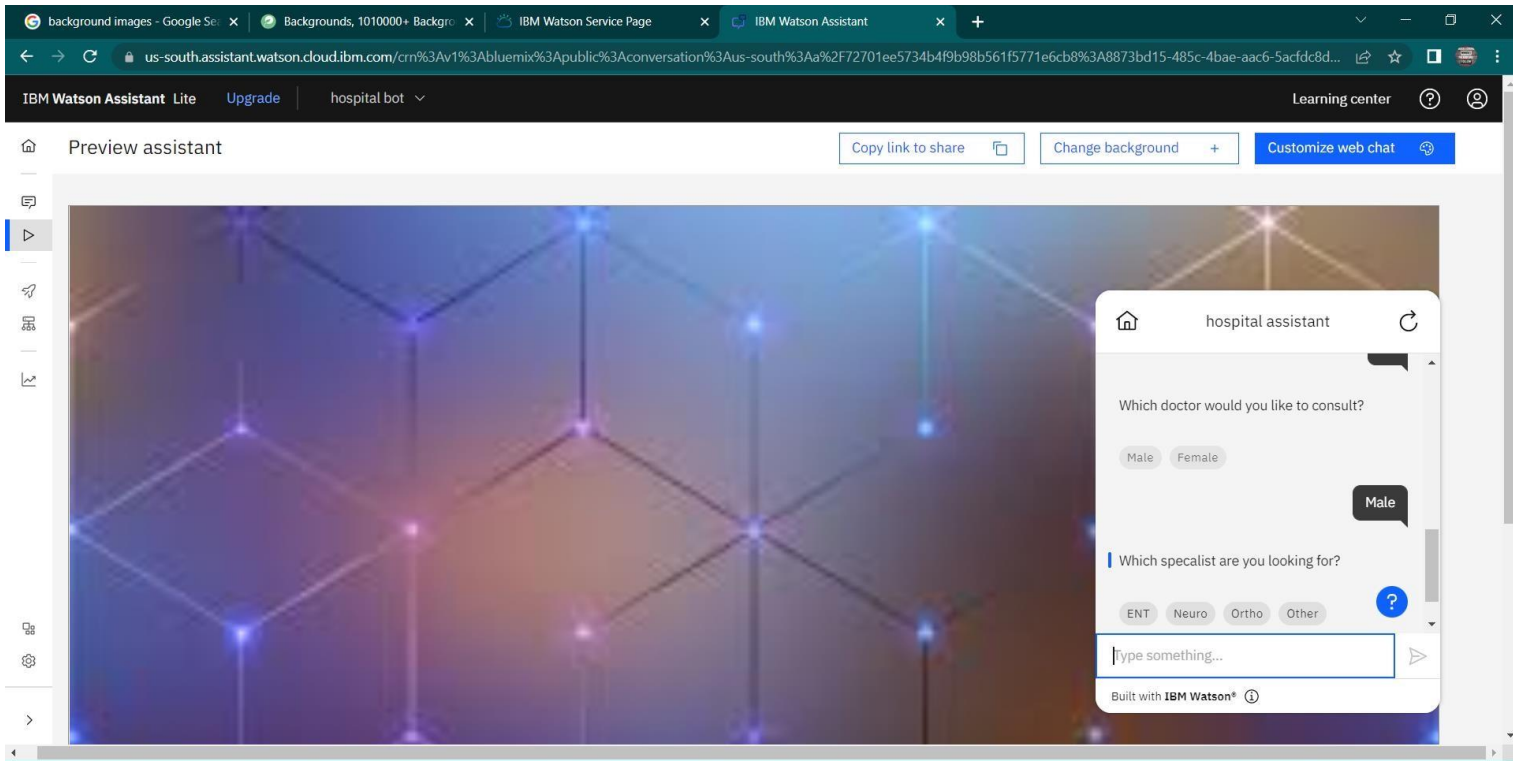 background images - Google Se
Backgrounds, 1010000+ Backgro
IBM Watson Service Page
IBM Watson Assistant
us-south.assistant.watson.cloud.ibm.com/crn%3Av1%3Abluemix%3Apublic%3Aconversation%3Aus-south%3Aa%2F72701ee5734b4f9b98b561f5771e6cb8%3A8873bd15-485c-4bae-aac6-5acfdc8d...
IBM Watson Assistant Lite Upgrade hospital bot Learning center
Preview assistant Copy link to share Change background + Customize web chat
hospital assistant
Which doctor would you like to consult?
Male Female
Male
Which specalist are you looking for?
?
ENT Neuro Ortho Other
Type something...
Built with IBM Watson®